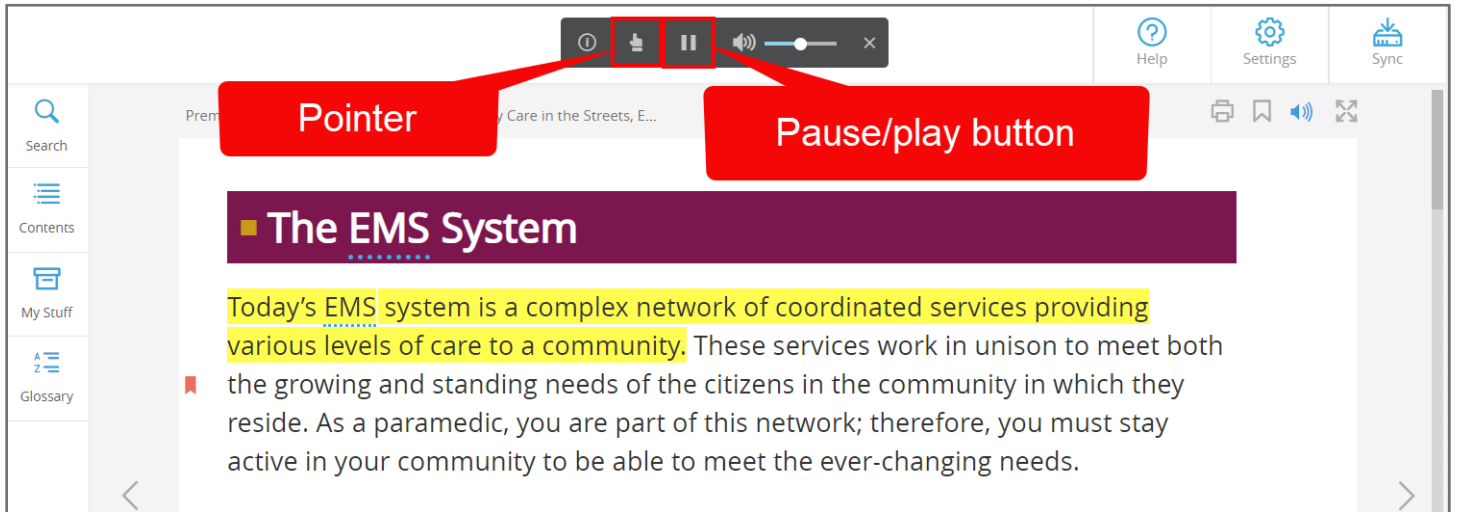 Help
Settings
Sync
Pointer
Pause/play button
Prem
y Care in the Streets, E...
Search
Contents
My Stuff
A
Z
Glossary
The EMS System
Today’s EMS system is a complex network of coordinated services providing
various levels of care to a community. These services work in unison to meet both
the growing and standing needs of the citizens in the community in which they
reside. As a paramedic, you are part of this network; therefore, you must stay
active in your community to be able to meet the ever-changing needs.